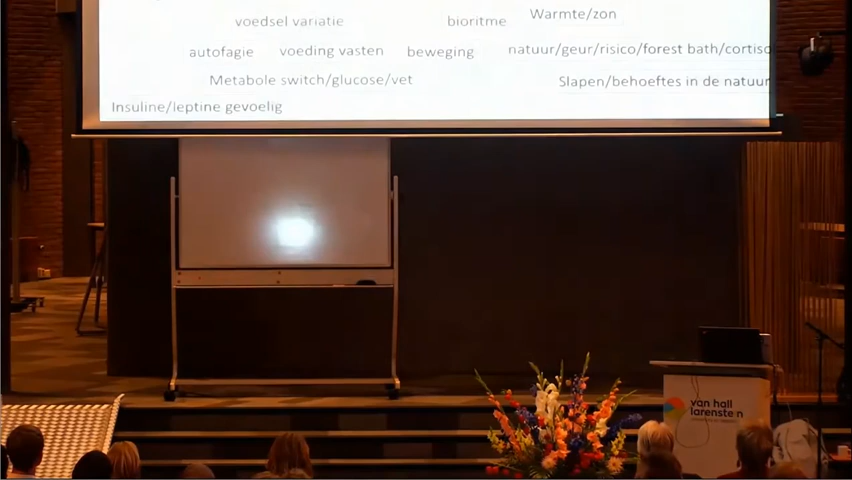 Warmte/zon
voedsel variatie bioritme
autofagie voeding vasten beweging natuur/geur/risico/forest bath/cortiso
Metabole switch/glucose/vet Slapen/behoeftes in de natuur
Insuline/leptine gevoelig
van hall
larenstein